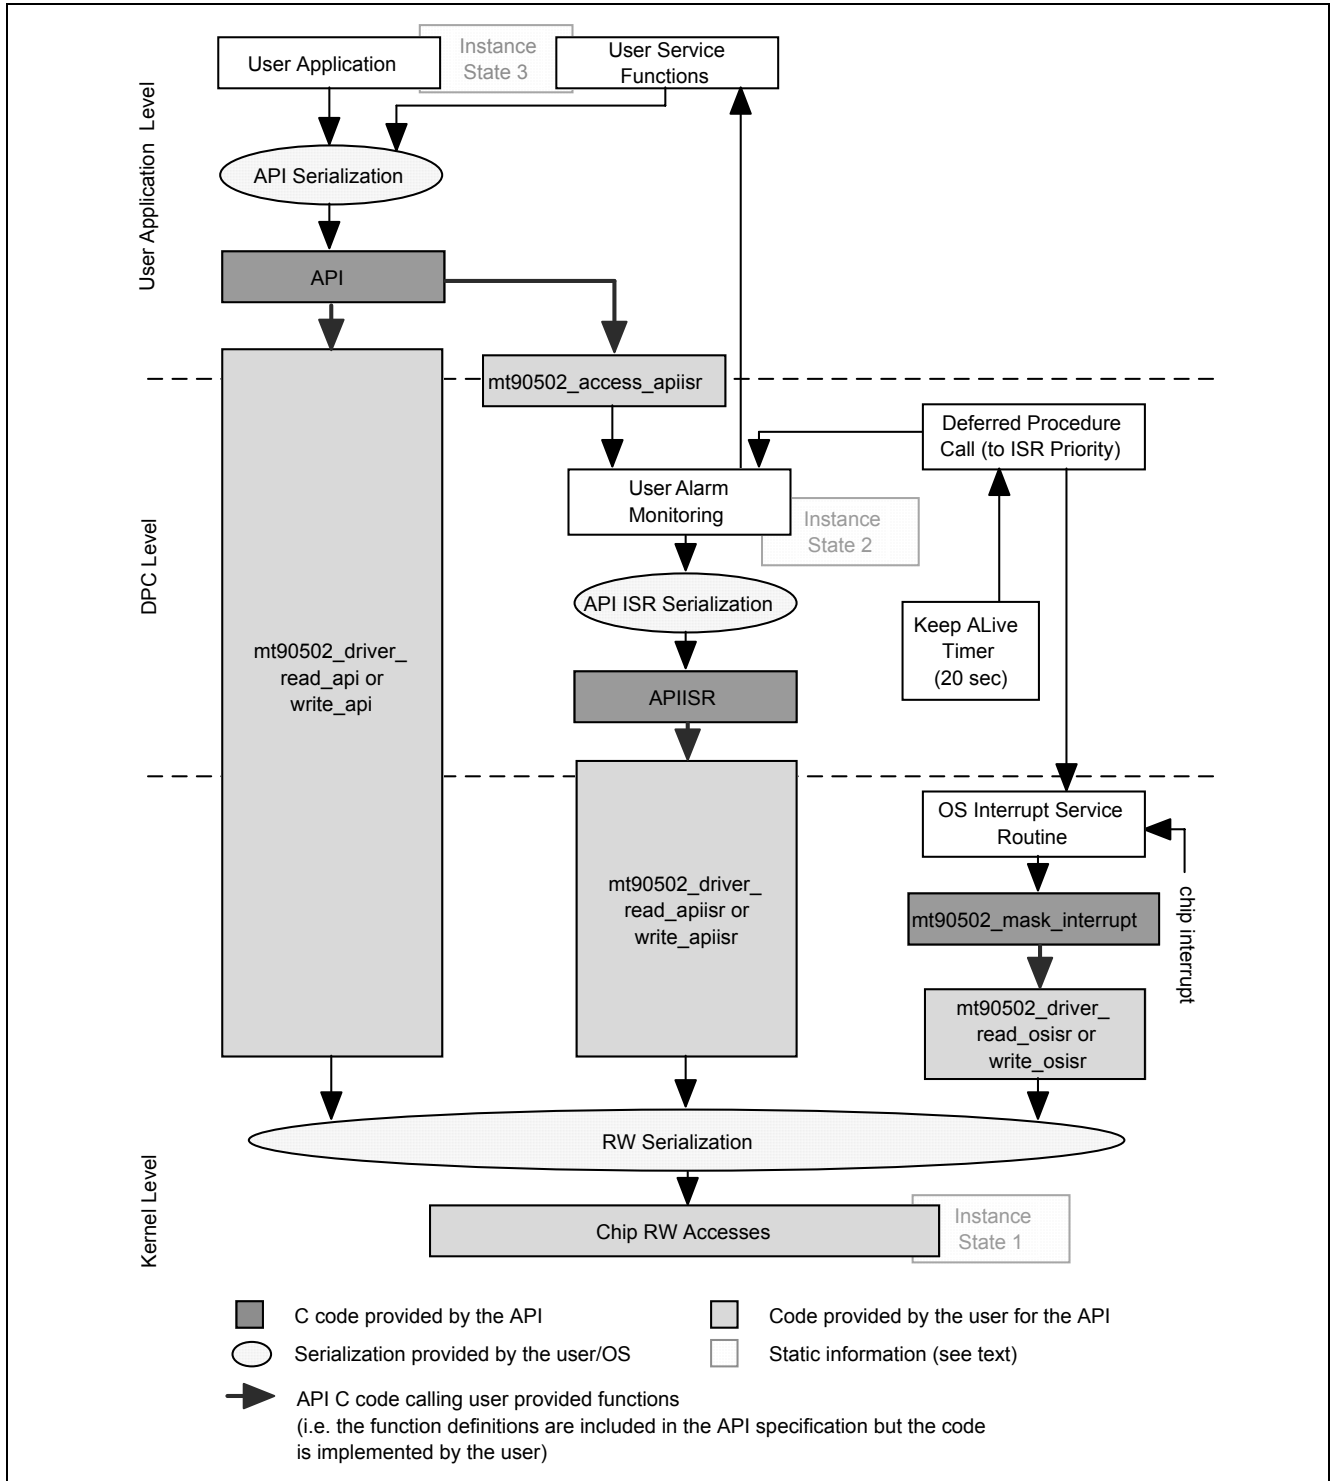 User Application
Instance
State 3
User Service
Functions
User Application  Level
API Serialization
API
mt90502_access_apiisr
Deferred Procedure
Call (to ISR Priority)
User Alarm
Monitoring
Instance
State 2
DPC Level
API ISR Serialization
Keep ALive
Timer
(20 sec)
mt90502_driver_
read_api or
write_api
APIISR
OS Interrupt Service
Routine
mt90502_driver_
read_apiisr or
write_apiisr
mt90502_mask_interrupt
chip interrupt
mt90502_driver_
read_osisr or
write_osisr
RW Serialization
Kernel Level
Chip RW Accesses
Instance
State 1
C code provided by the API
Code provided by the user for the API
Serialization provided by the user/OS
Static information (see text)
API C code calling user provided functions
(i.e. the function definitions are included in the API specification but the code
is implemented by the user)